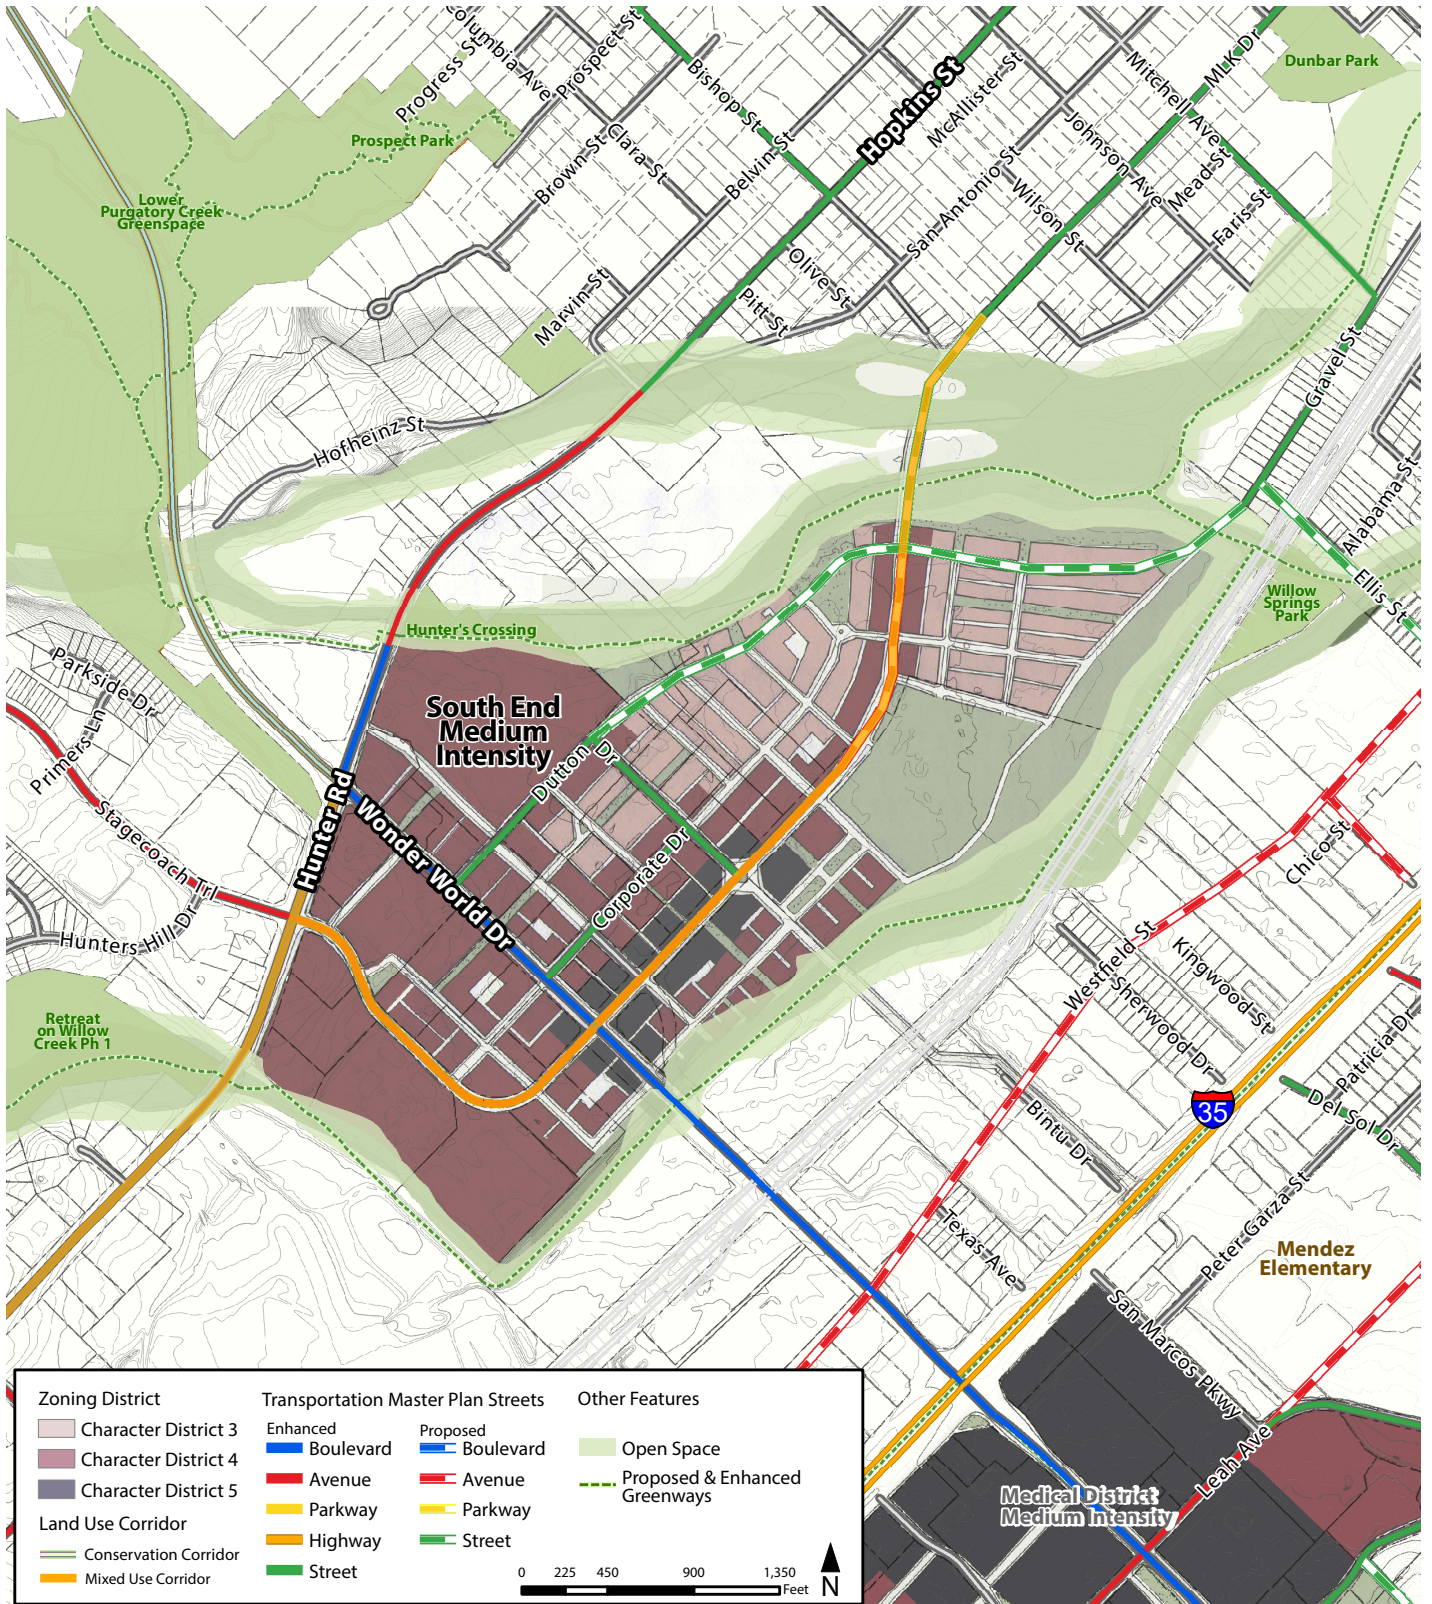 Columbia Ave
Prospect St
Progress St
Bishop St
Hopkins St
McAllister St
Mitchell Ave
MLK Dr
Dunbar Park
Prospect Park
Clara St
Brown St
Belvin St
Johnson Ave
Mead St
San Antonio St
Wilson St
Faris St
Lower
Purgatory Creek
Greenspace
Olive St
Pitt St
Marvin St
Gravel St
Hofheinz St
Alabama St
Ellis St
Willow
Springs
Park
Hunter's Crossing
Parkside Dr
Primers Ln
South End
Medium
Intensity
Dutton Dr
Hunter Rd
Wonder World Dr
Stagecoach Trl
Corporate Dr
Chico St
Hunters Hill Dr
Westfield St
Kingwood St
Sherwood Dr
Retreat
on Willow
Creek Ph 1
Patricia Dr
35
Del Sol Dr
Bintu Dr
Peter Garza St
Texas Ave
Mendez
Elementary
San Marcos Pkwy
Leah Ave
Medical District
Medium Intensity
Zoning District
Character District 3
Character District 4
Character District 5
Land Use Corridor
Conservation Corridor
Mixed Use Corridor
Transportation Master Plan Streets
Enhanced
Boulevard
Avenue
Parkway
Highway
Street
Proposed
Boulevard
Avenue
Parkway
Street
Other Features
Open Space
Proposed & Enhanced
Greenways
0 225 450 900 1,350
Feet
N